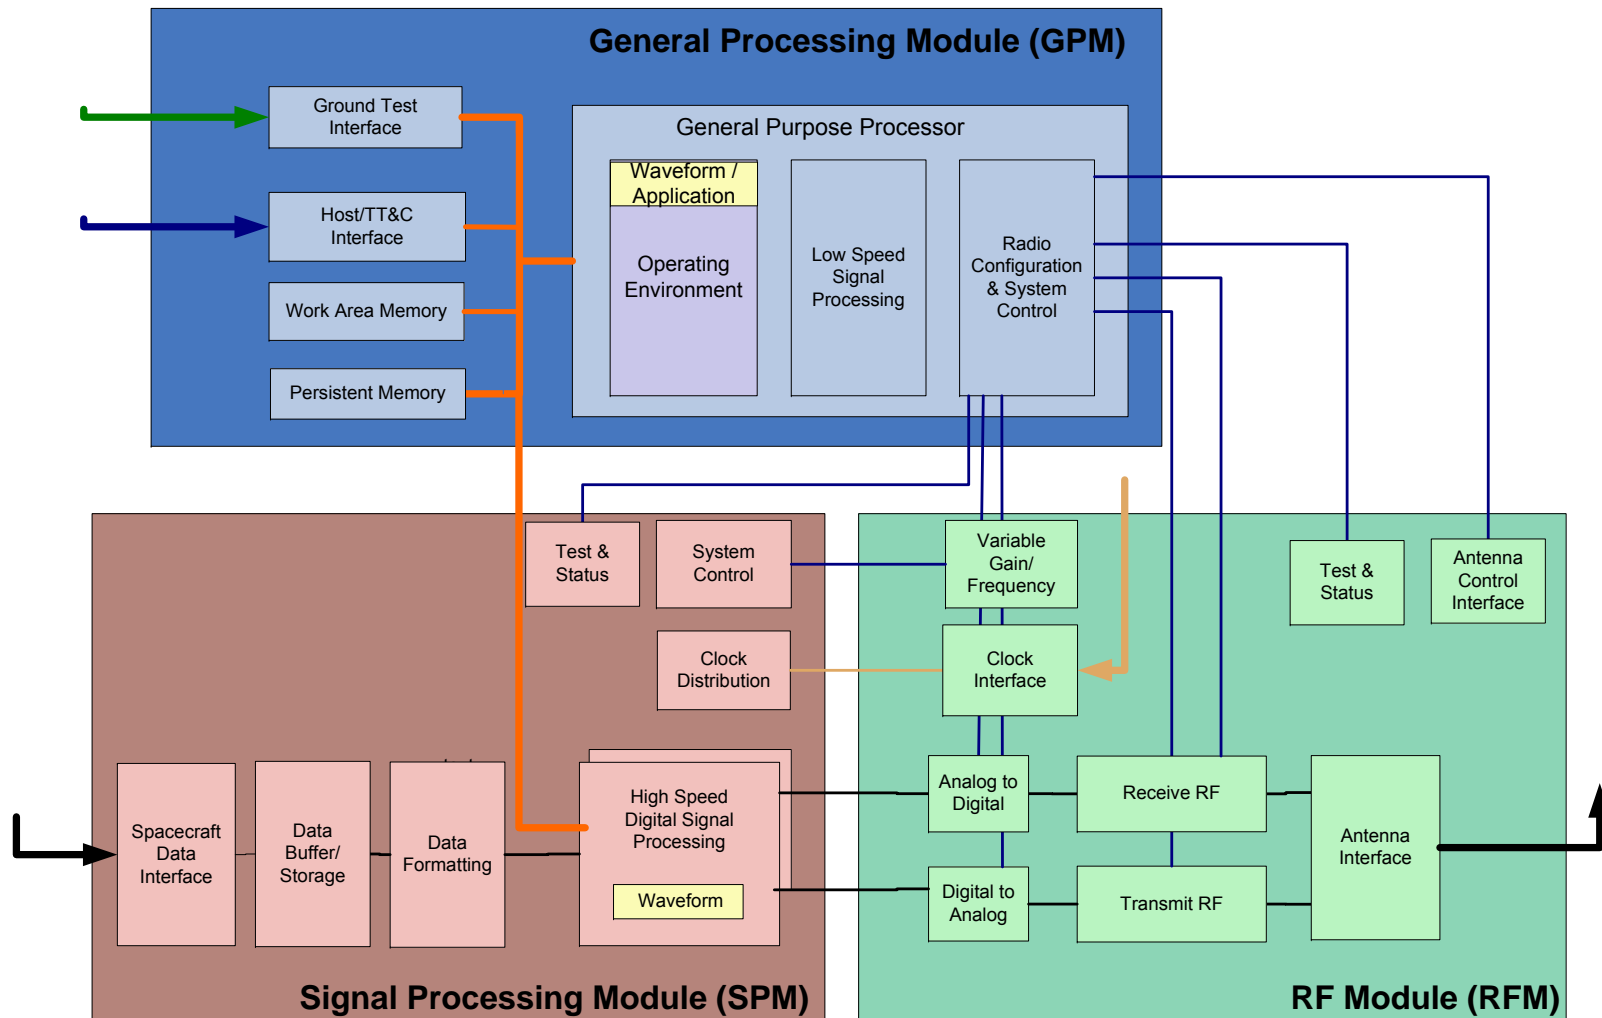 General Processing Module (GPM)
Ground Test
Interface
Host/TT&C
Interface
Work Area Memory
Persistent Memory
General Purpose Processor
Waveform /
Application
Operating
Environment
Low Speed
Signal
Processing
Radio
Configuration
& System
Control
Test &
Status
System
Control
Clock
Distribution
Spacecraft
Data
Interface
Data
Buffer/
Storage
Data
Formatting
High Speed
Digital Signal
Processing
Waveform
Signal Processing Module (SPM)
Variable
Gain/
Frequency
Clock
Interface
Test &
Status
Antenna
Control
Interface
Analog to
Digital
Receive RF
Digital to
Analog
Transmit RF
Antenna
Interface
RF Module (RFM)